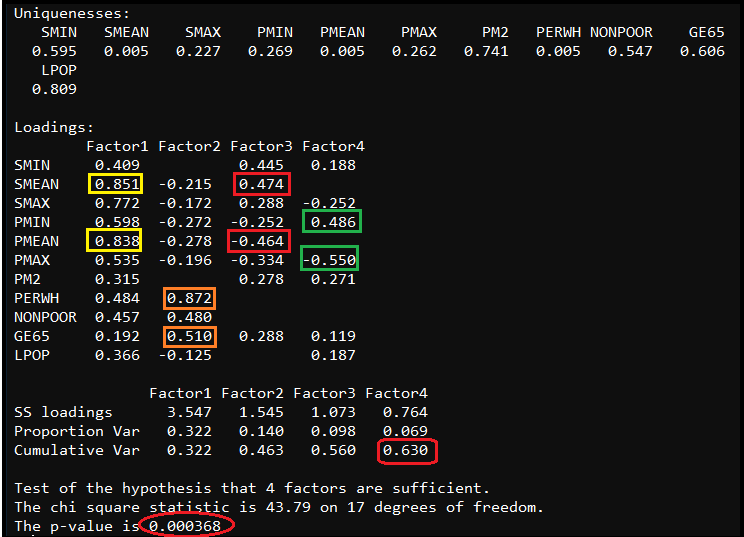 Uniquenesses:
SMIN SMEAN SMAX PMIN PMEAN PMAX PM2 PERWH NONPOOR GE65
0.595 0.005 0.227 0.269 0.005 0.262 0.741 0.005 0.547 0.606
LPOP
0.809
Loadings:
Factor1 Factor2 Factor3 Factor4
SMIN 0.409 0.445 0.188
SMEAN 0.851 -0.215 0.474
SMAX 0.772 -0.172 0.288 -0.252
PMIN 0.598 -0.272 -0.252 0.486
PMEAN 0.838 -0.278 -0.464
PMAX 0.535 -0.196 -0.334 -0.550
PM2 0.315 0.278 0.271
PERWH 0.484 0.872
NONPOOR 0.457 0.480
GE65 0.192 0.510 0.288 0.119
LPOP 0.366 -0.125 0.187
Factor1 Factor2 Factor3 Factor4
SS loadings 3.547 1.545 1.073 0.764
Proportion Var 0.322 0.140 0.098 0.069
Cumulative Var 0.322 0.463 0.560 0.630
Test of the hypothesis that 4 factors are sufficient.
The chi square statistic is 43.79 on 17 degrees of freedom.
The p-value is 0.000368